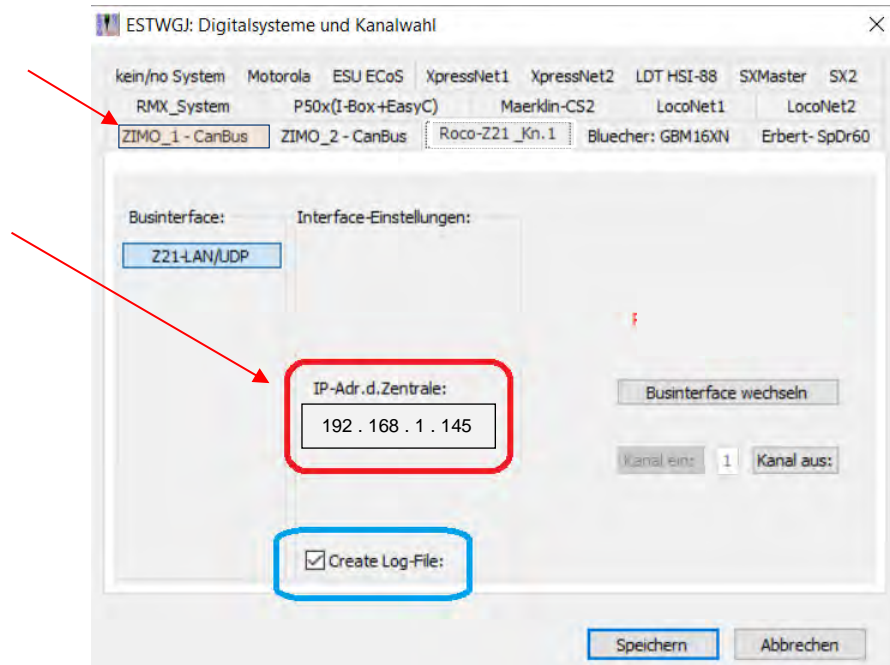 ESTWGJ: Digitalsysteme und Kanalwahl
kein/no System Motorola ESU ECoS XpressNet1 XpressNet2 LDT HSI-88 SXMaster SX2
RMX_System P50x(I-Box+EasyC) Maerklin-CS2 LocoNet1 LocoNet2
ZIMO_1 - CanBus ZIMO_2 - CanBus Roco-Z21 _Kn.1 Bluecher: GBM16XN Erbert- SpDr60
Businterface: Interface-Einstellungen:
Z21-LAN/UDP
IP-Adr.d.Zentrale:
Businterface wechseln
192 . 168 . 1 . 145
Kanal ein: 1 Kanal aus:
Create Log-File:
Speichern Abbrechen